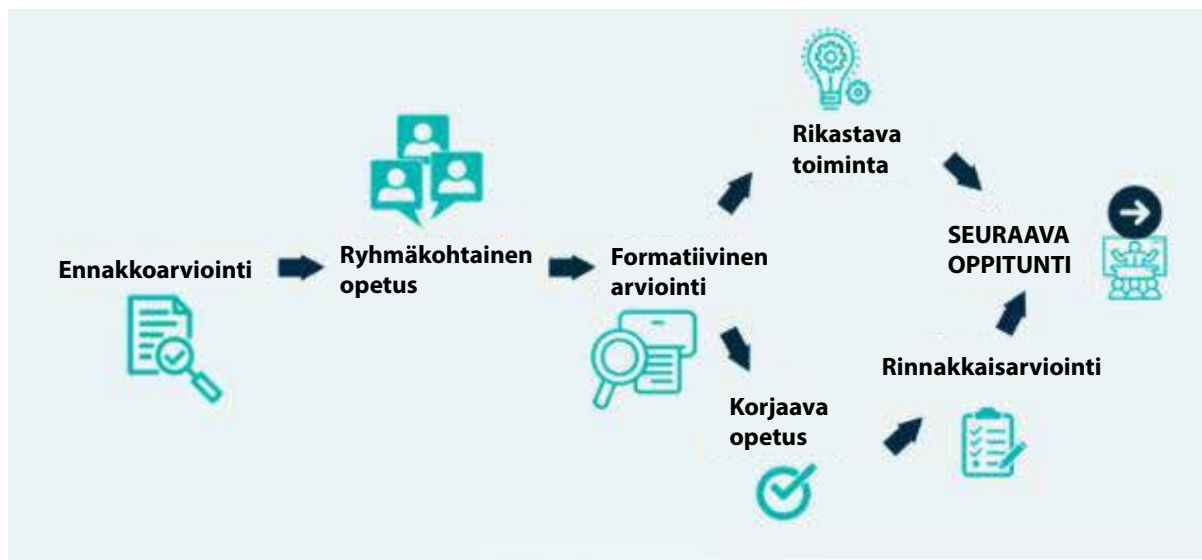 Ennakkoarviointi
Ryhmäkohtainen
opetus
Formatiivinen
arviointi
Rikastava
toiminta
Korjaava
opetus
Rinnakkaisarviointi
SEURAAVA
OPPITUNTI